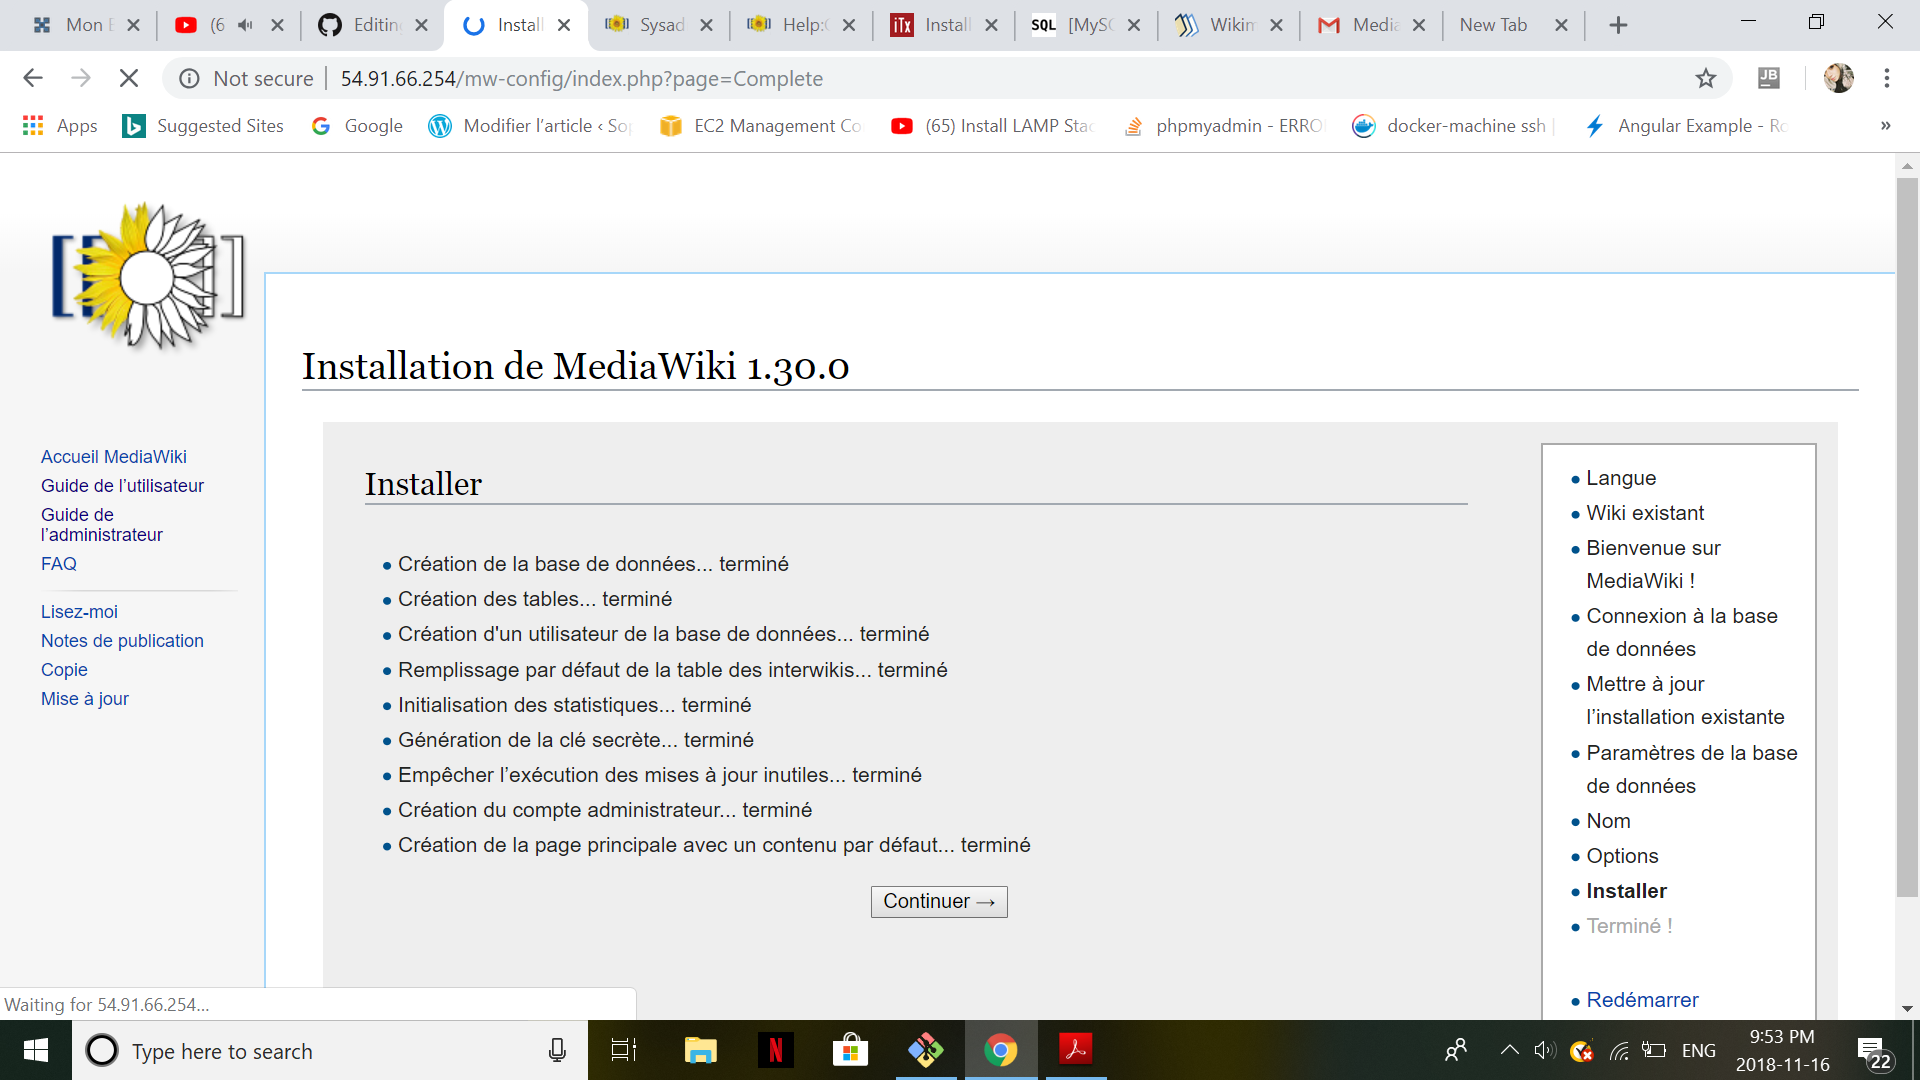 Mon E
(6
Editing
Install
Sysad
Help:C
iTx
Install
SQL
[MySC
Wikim
Media
New Tab
Not secure
54.91.66.254/mw-config/index.php?page=Complete
JB
Apps
Suggested Sites
Google
Modifier l'article ‹ Sop
EC2 Management Co
(65) Install LAMP Stac
phpmyadmin - ERRO
docker-machine ssh |
Angular Example - Ro
»
Installation de MediaWiki 1.30.0
Accueil MediaWiki
Guide de l’utilisateur
Guide de
l’administrateur
FAQ
Lisez-moi
Notes de publication
Copie
Mise à jour
Installer
• Création de la base de données... terminé
• Création des tables... terminé
• Création d'un utilisateur de la base de données... terminé
• Remplissage par défaut de la table des interwikis... terminé
• Initialisation des statistiques... terminé
• Génération de la clé secrète... terminé
• Empêcher l’exécution des mises à jour inutiles... terminé
• Création du compte administrateur... terminé
• Création de la page principale avec un contenu par défaut... terminé
Continuer →
• Langue
• Wiki existant
• Bienvenue sur
MediaWiki !
• Connexion à la base
de données
• Mettre à jour
l’installation existante
• Paramètres de la base
de données
• Nom
• Options
• Installer
• Terminé !
• Redémarrer
Waiting for 54.91.66.254...
Type here to search
N
ENG
9:53 PM
2018-11-16
22